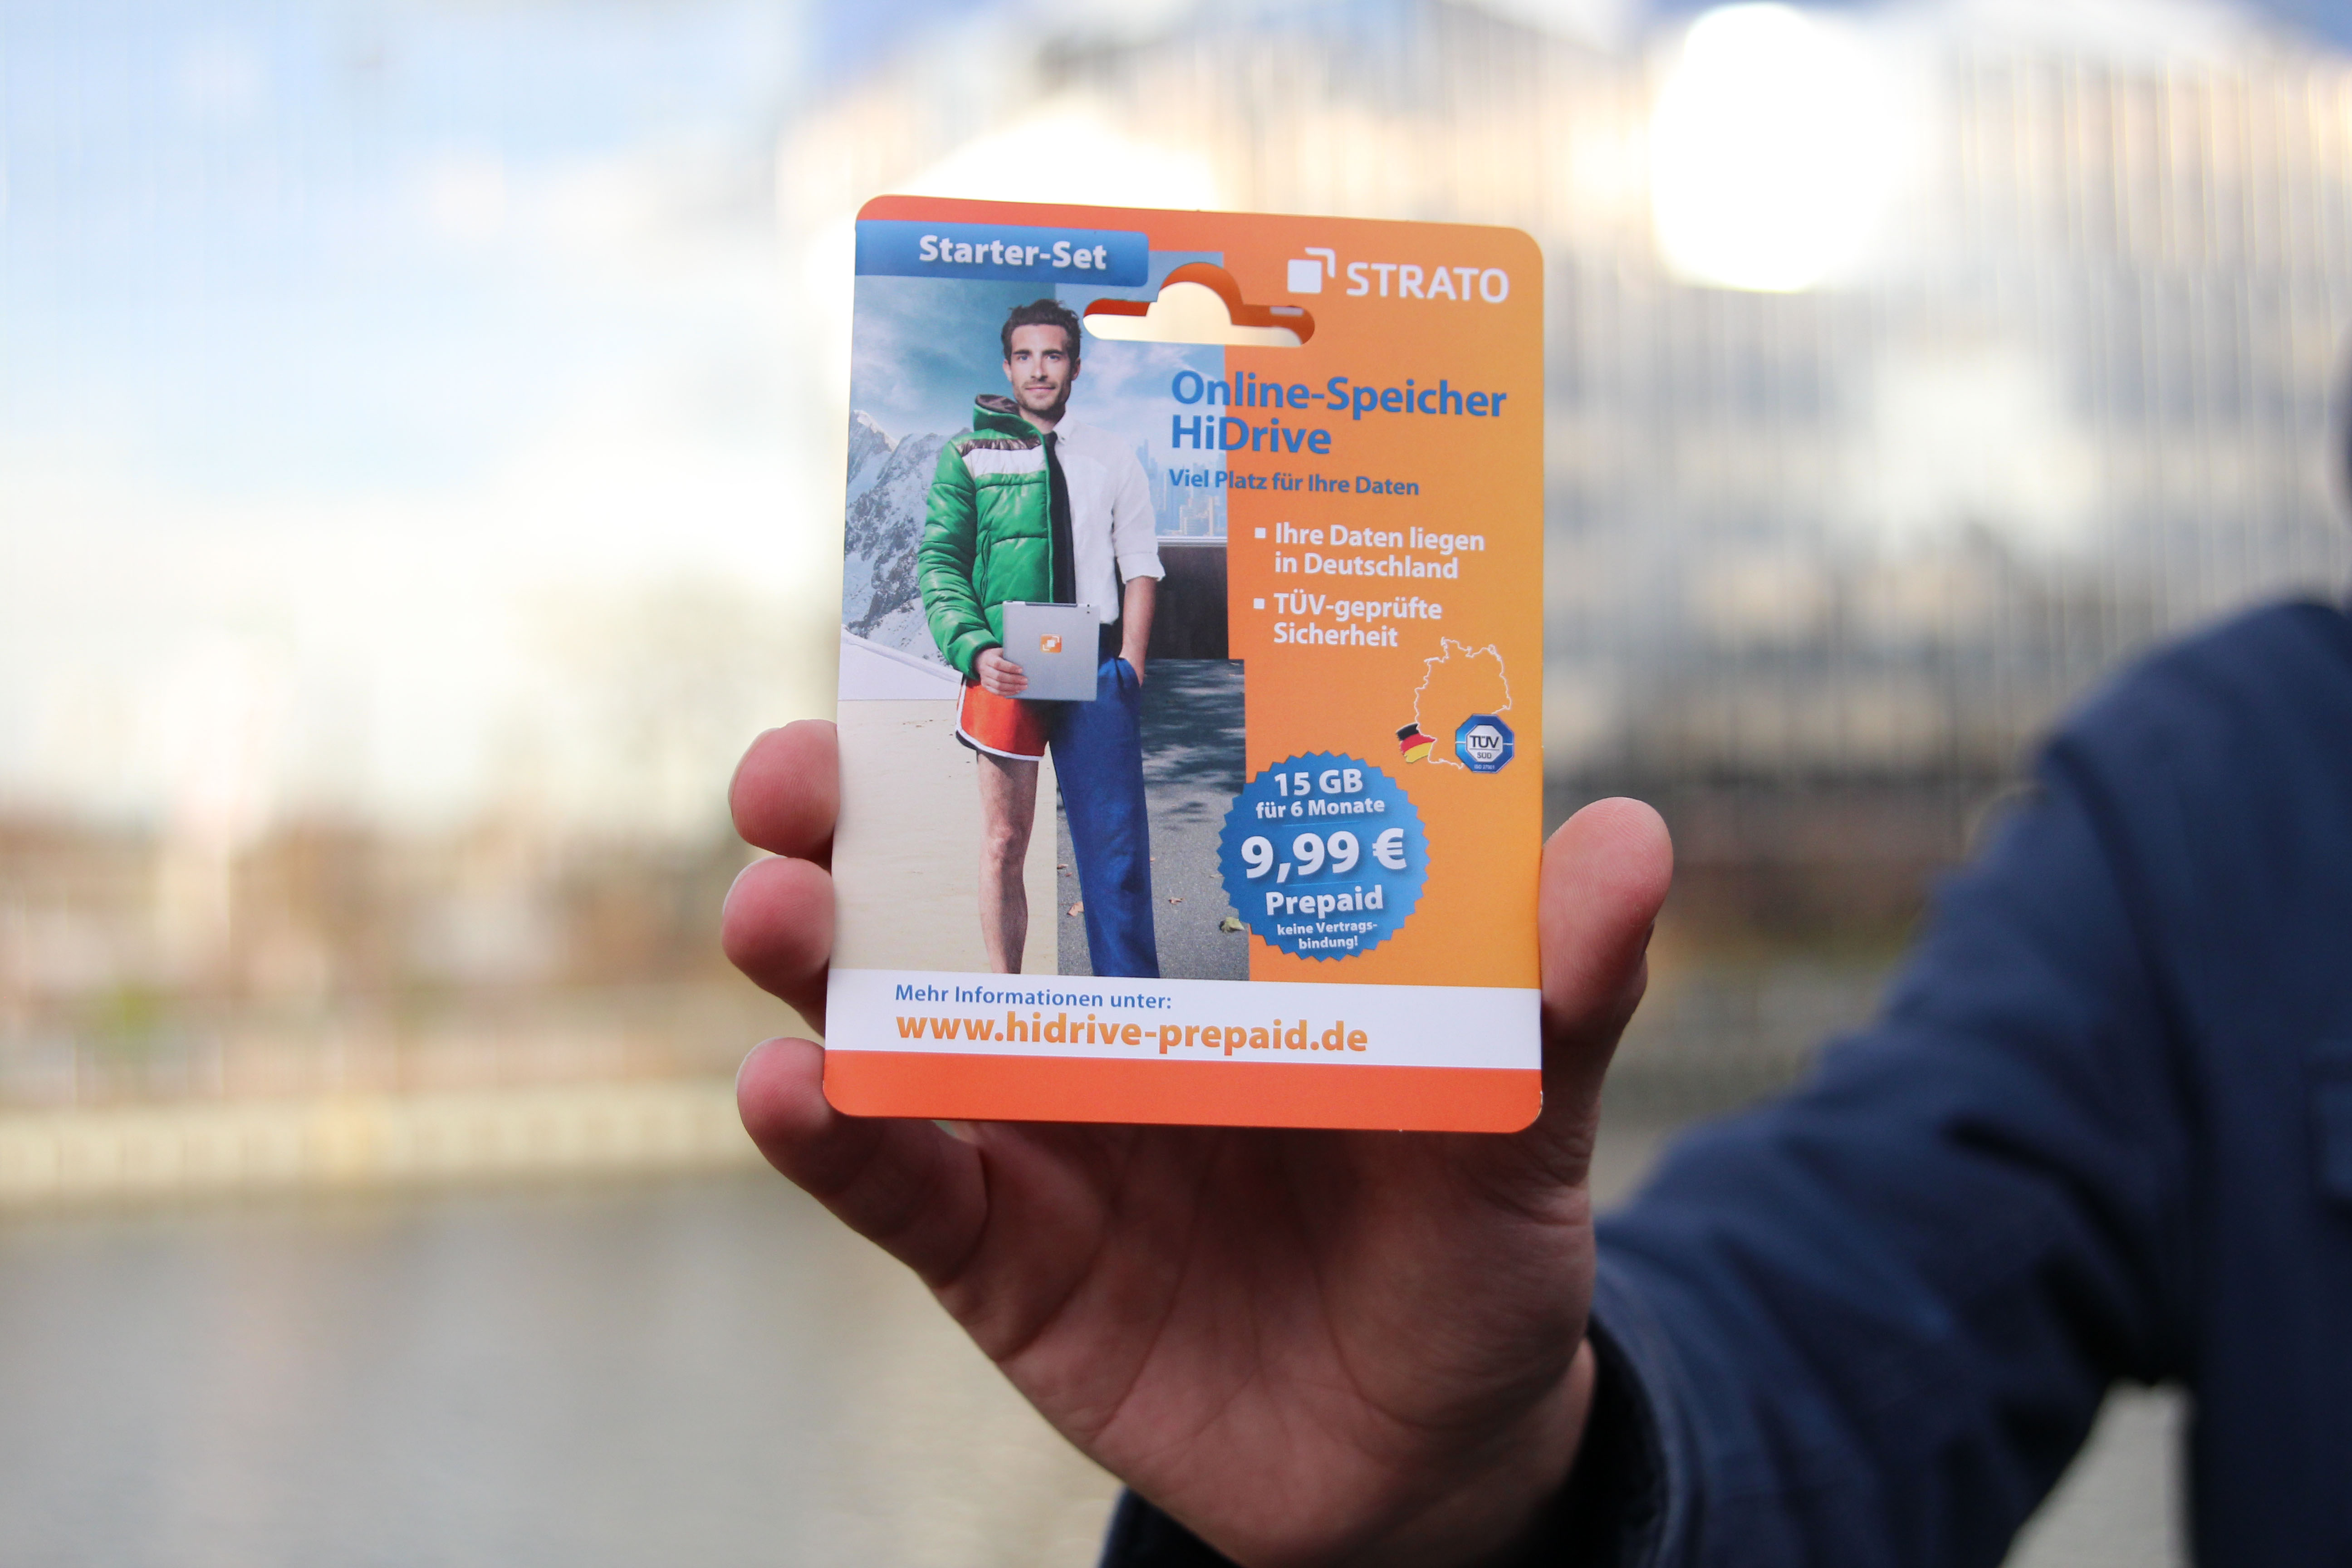 Starter-Set
STRATO
Online-Speicher
HiDrive
Viel Platz für Ihre Daten
Ihre Daten liegen
in Deutschland
TÜV-geprüfte
Sicherheit
TÜV
SÜD
15 GB
für 6 Monate
9,99 €
Prepaid
keine Vertrags-
bindung!
Mehr Informationen unter:
www.hidrive-prepaid.de